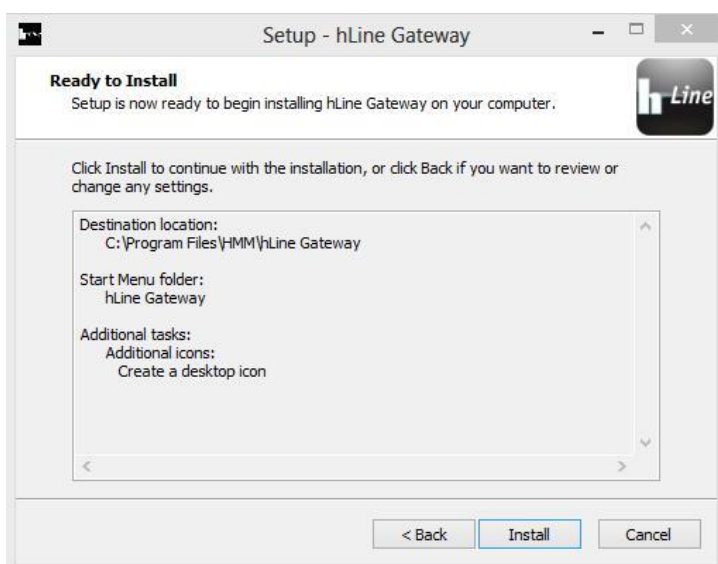 Setup - hLine Gateway
Ready to Install
Setup is now ready to begin installing hLine Gateway on your computer.
h Line
Click Install to continue with the installation, or click Back if you want to review or
change any settings.
Destination location:
C:\Program Files\HMM\hLine Gateway
Start Menu folder:
hLine Gateway
Additional tasks:
Additional icons:
Create a desktop icon
< Back
Install
Cancel